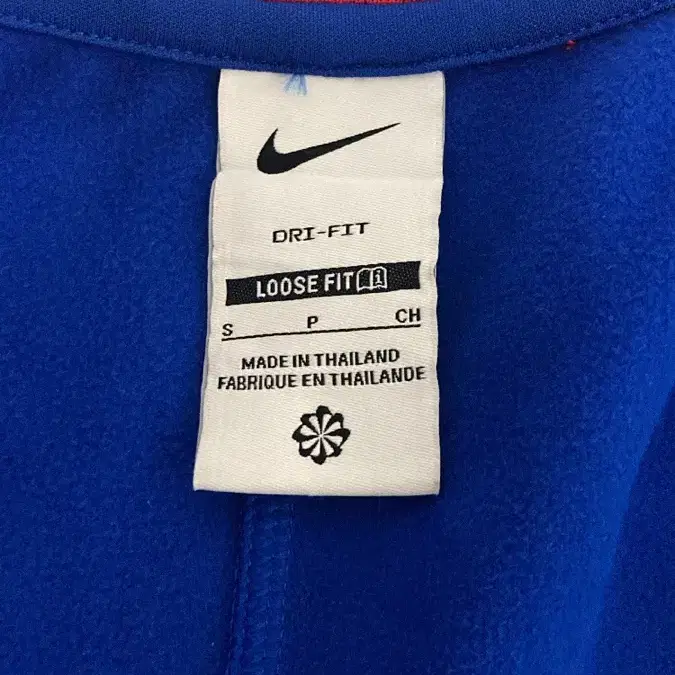 DRI-FIT
LOOSE FIT
S P CH
MADE IN THAILAND
FABRIQUE EN THAILANDE